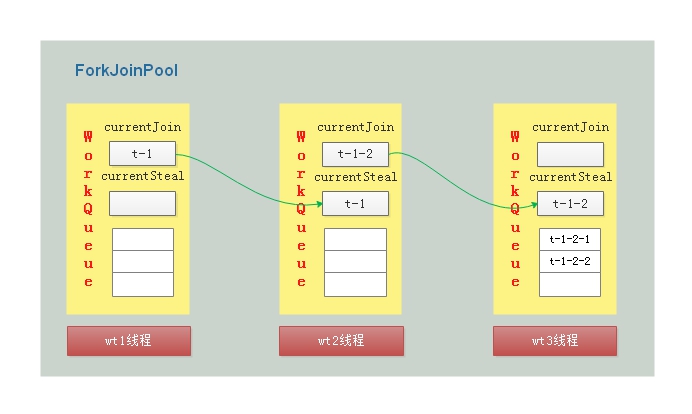 ForkJoinPool
WorkQueue
currentJoin
t-1
currentSteal
wt1线程
WorkQueue
currentJoin
t-1-2
currentSteal
t-1
wt2线程
WorkQueue
currentJoin
currentSteal
t-1-2
t-1-2-1
t-1-2-2
wt3线程